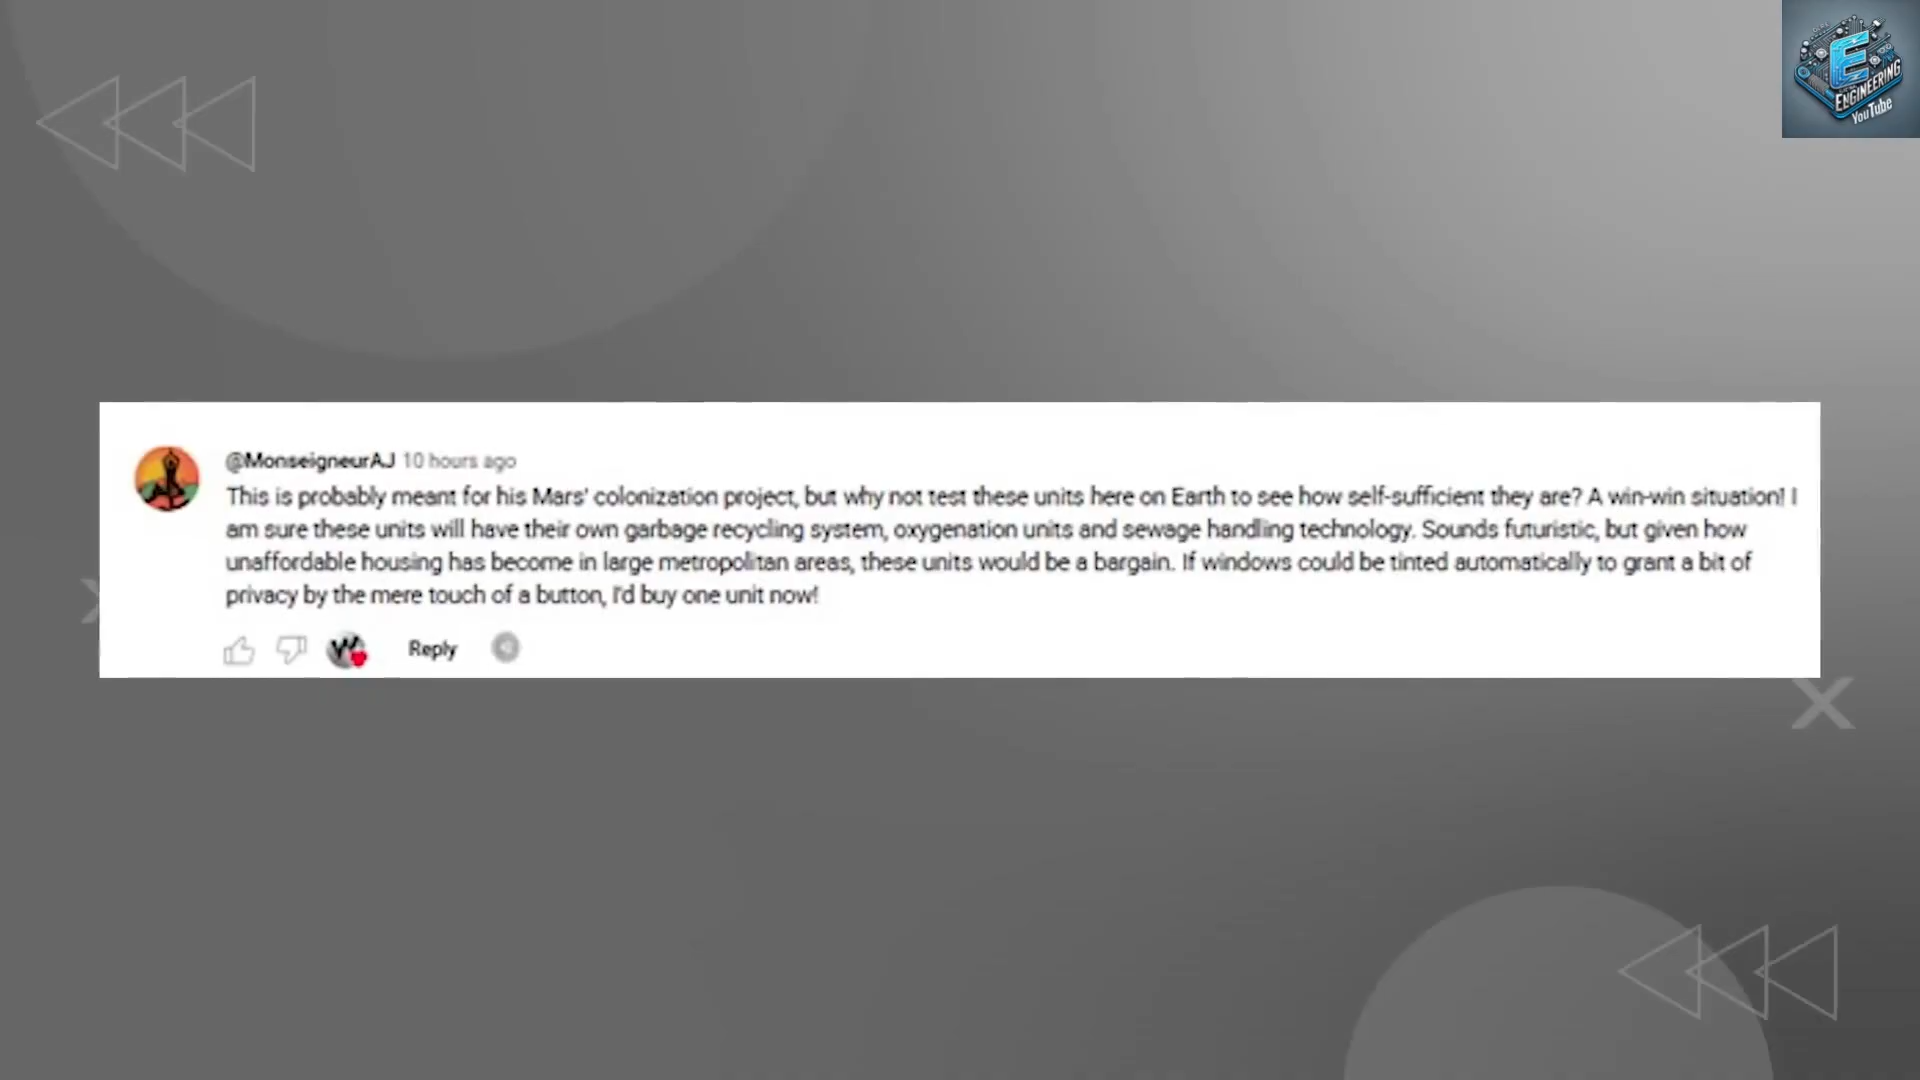 E
ENGINEERING
YouTube
@MonseigneurAJ 10 hours ago
This is probably meant for his Mars' colonization project, but why not test these units here on Earth to see how self-sufficient they are? A win-win situation! I
am sure these units will have their own garbage recycling system, oxygenation units and sewage handling technology. Sounds futuristic, but given how
unaffordable housing has become in large metropolitan areas, these units would be a bargain. If windows could be tinted automatically to grant a bit of
privacy by the mere touch of a button, I'd buy one unit now!
W
Reply